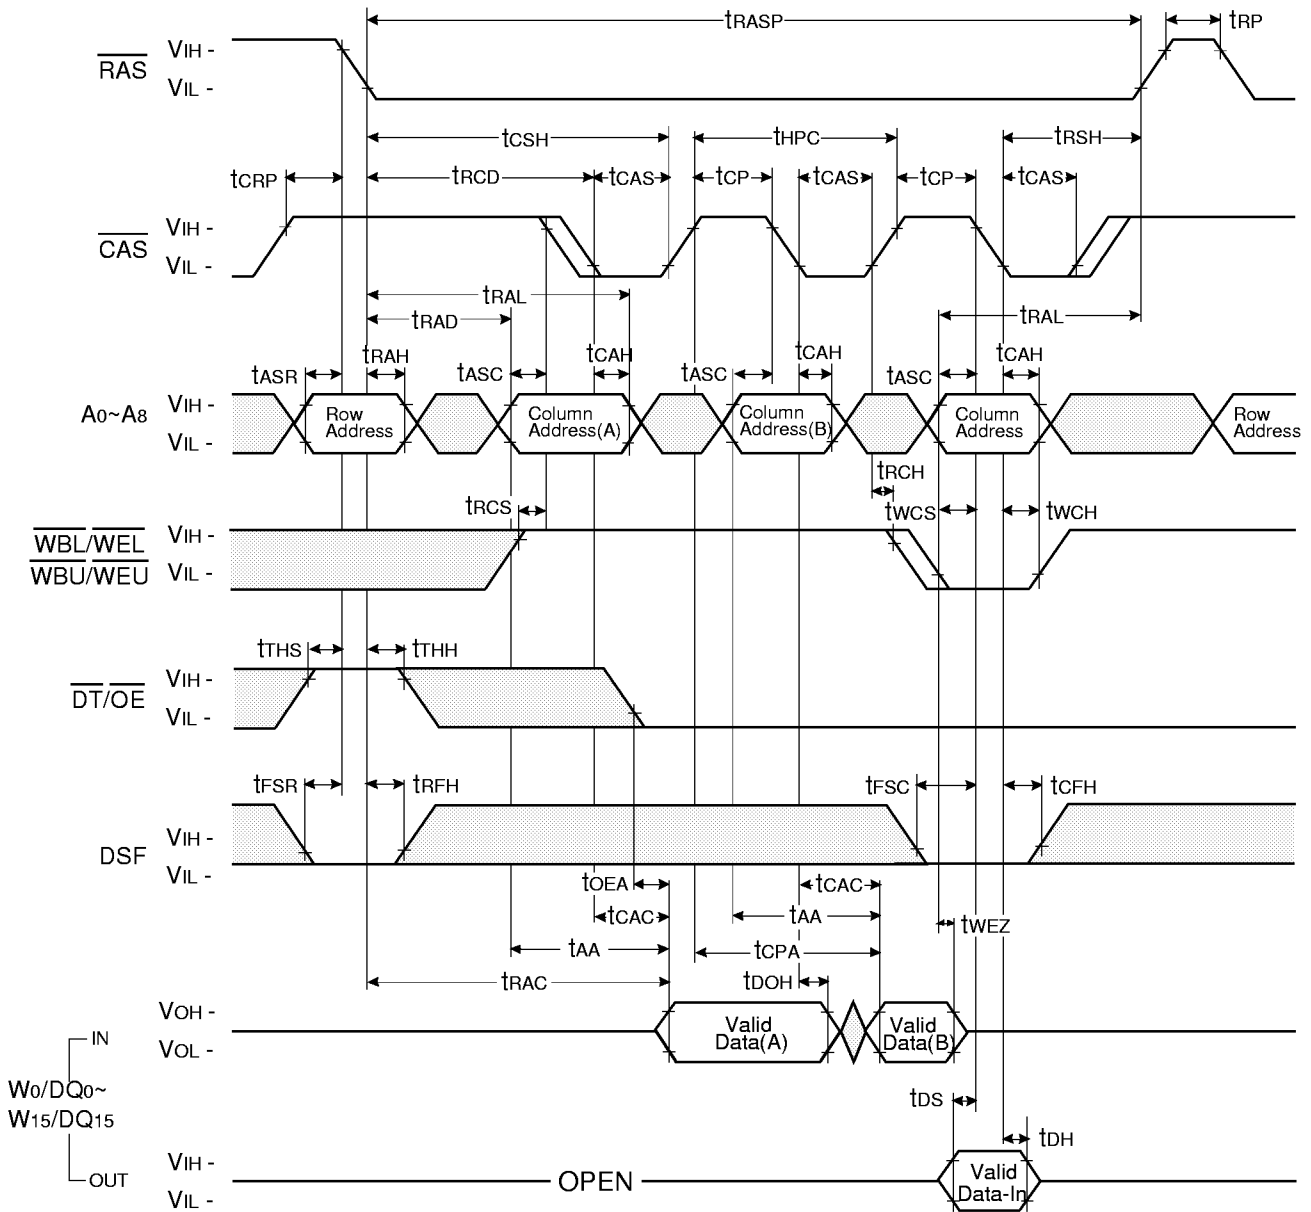 tRASP
tRP
RAS
VIH -
VIL -
tCSH
tHPC
tRSH
tCRP
tRCD
tCAS
tCP
tCAS
tCP
tCAS
CAS
VIH -
VIL -
tRAL
tRAD
tRAL
tRAH
tCAH
tCAH
tCAH
tASR
tASC
tASC
tASC
A0~A8
VIH -
VIL -
Row
Address
Column
Address(A)
Column
Address(B)
Column
Address
Row
Address
tRCH
tRCS
tWCS
tWCH
WBL/WEL
WBU/WEU
VIH -
VIL -
tTHS
tTHH
DT/OE
VIH -
VIL -
tFSR
tRFH
tFSC
tCFH
DSF
VIH -
VIL -
tOEA
tCAC
tCAC
tAA
tWEZ
tAA
tCPA
tRAC
tDOH
VOH -
VOL -
Valid
Data(A)
Valid
Data(B)
IN
W0/DQ0~
W15/DQ15
OUT
tDS
tDH
VIH -
VIL -
OPEN
Valid
Data-In